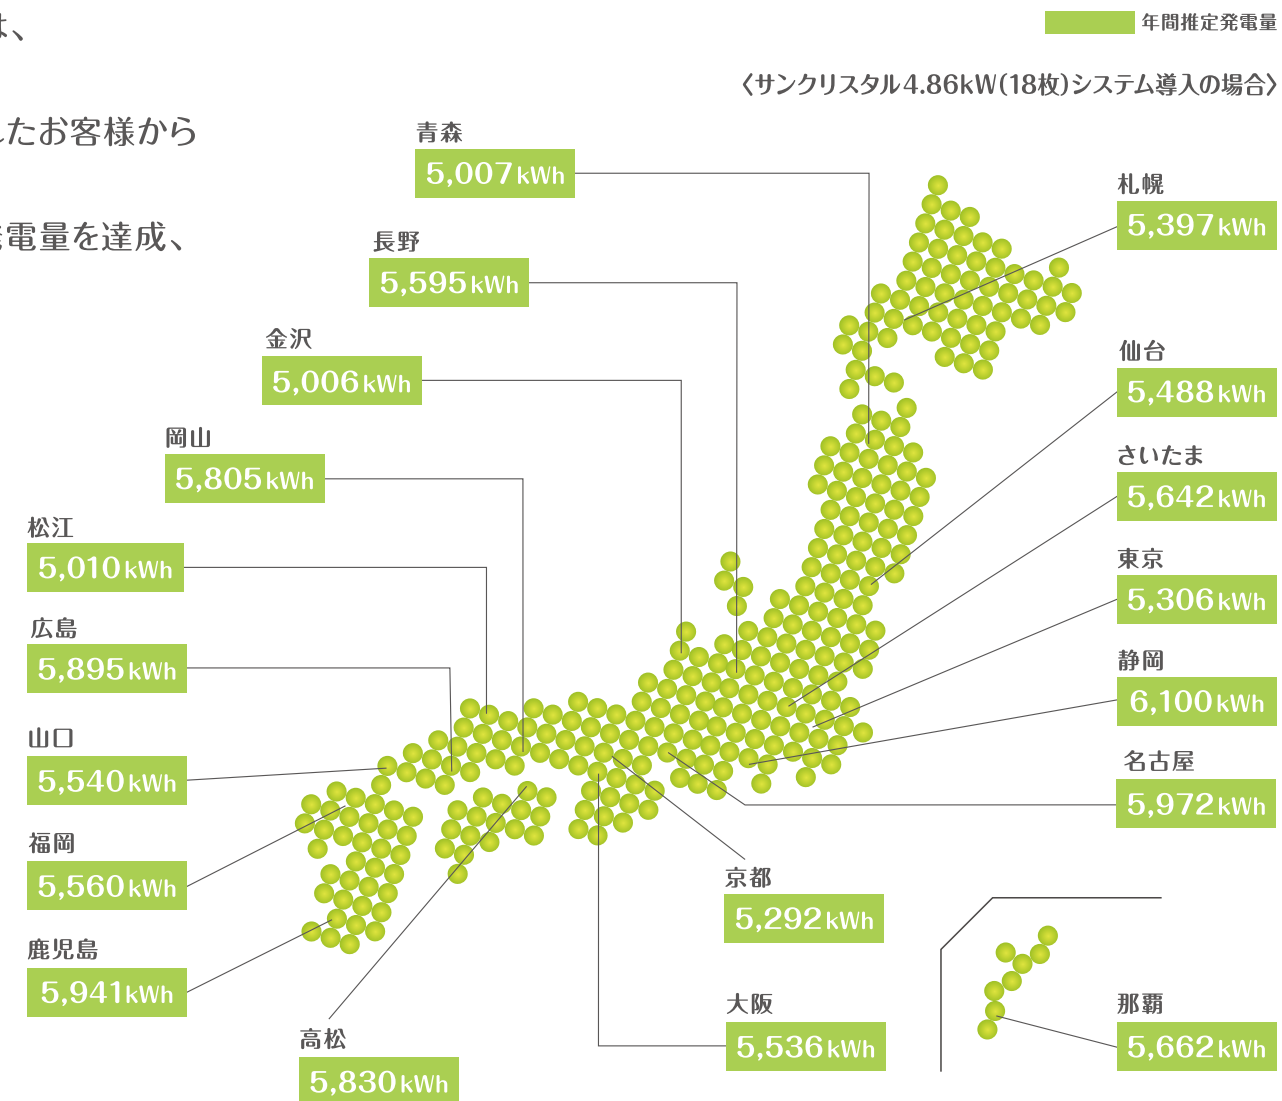 は、
年間推定発電量
〈サンクリスタル4.86kW(18枚)システム導入の場合〉
したお客様から
青森
5,007kWh
札幌
5,397kWh
発電量を達成、
長野
5,595kWh
金沢
5,006kWh
仙台
5,488kWh
岡山
5,805kWh
さいたま
5,642kWh
松江
5,010kWh
東京
5,306kWh
広島
5,895kWh
静岡
6,100kWh
山口
5,540kWh
名古屋
5,972kWh
福岡
5,560kWh
京都
5,292kWh
鹿児島
5,941kWh
大阪
5,536kWh
那覇
5,662kWh
高松
5,830kWh